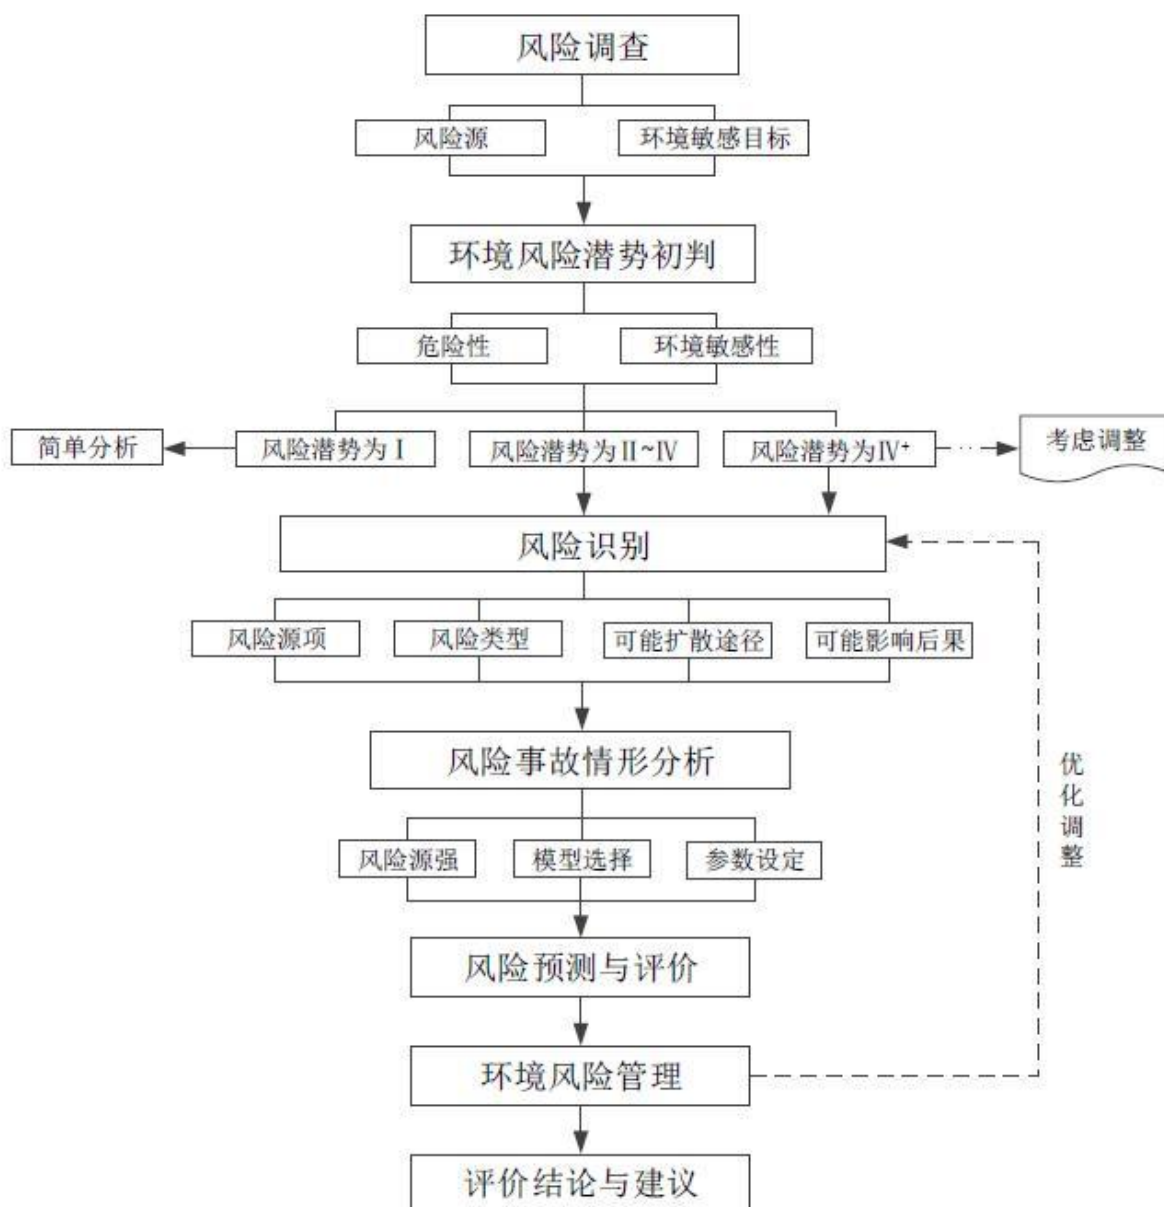 风险调查
风险源
环境敏感目标
环境风险潜势初判
危险性
环境敏感性
简单分析
风险潜势为Ⅰ
风险潜势为Ⅱ~Ⅳ
风险潜势为Ⅳ⁺
考虑调整
风险识别
风险源项
风险类型
可能扩散途径
可能影响后果
风险事故情形分析
优化调整
风险源强
模型选择
参数设定
风险预测与评价
环境风险管理
评价结论与建议